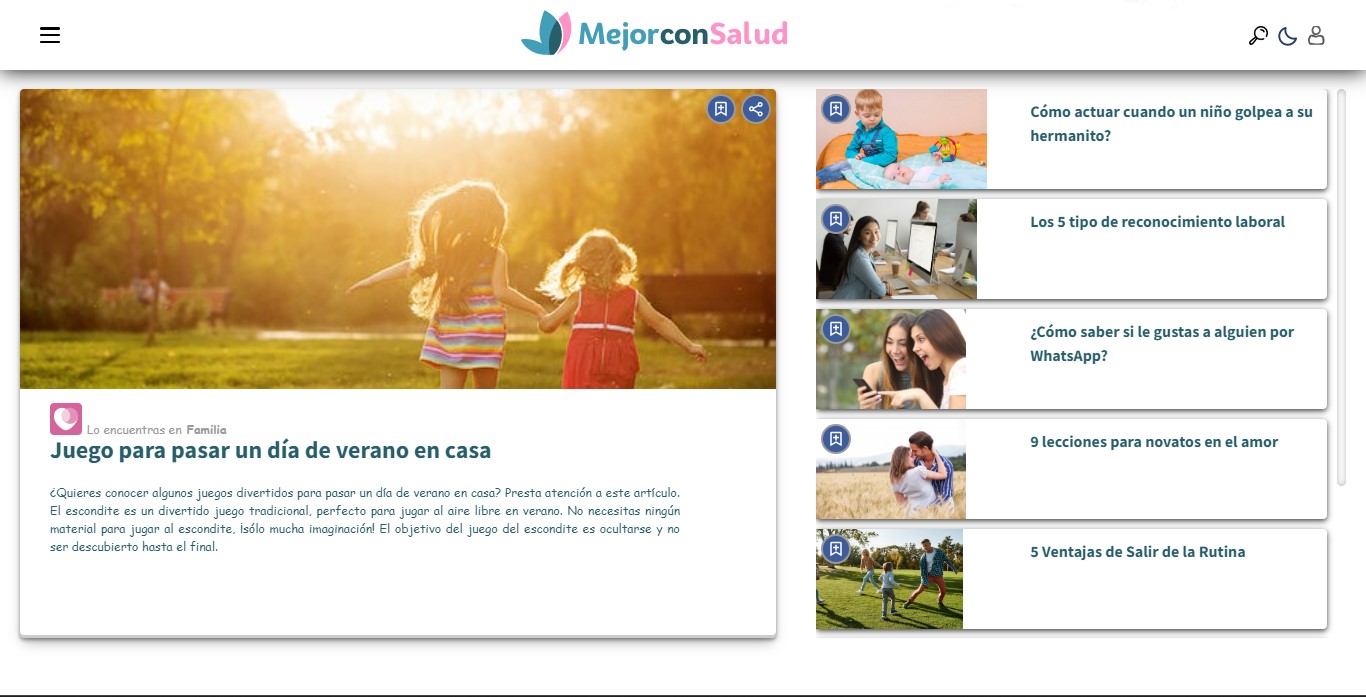 MejorconSalud
Lo encuentras en Familia
Juego para pasar un día de verano en casa
¿Quieres conocer algunos juegos divertidos para pasar un día de verano en casa? Presta atención a este artículo.
El escondite es un divertido juego tradicional, perfecto para jugar al aire libre en verano. No necesitas ningún
material para jugar al escondite, ¡sólo mucha imaginación! El objetivo del juego del escondite es ocultarse y no
ser descubierto hasta el final.
Cómo actuar cuando un niño golpea a su
hermanito?
Los 5 tipo de reconocimiento laboral
¿Cómo saber si le gustas a alguien por
WhatsApp?
9 lecciones para novatos en el amor
5 Ventajas de Salir de la Rutina